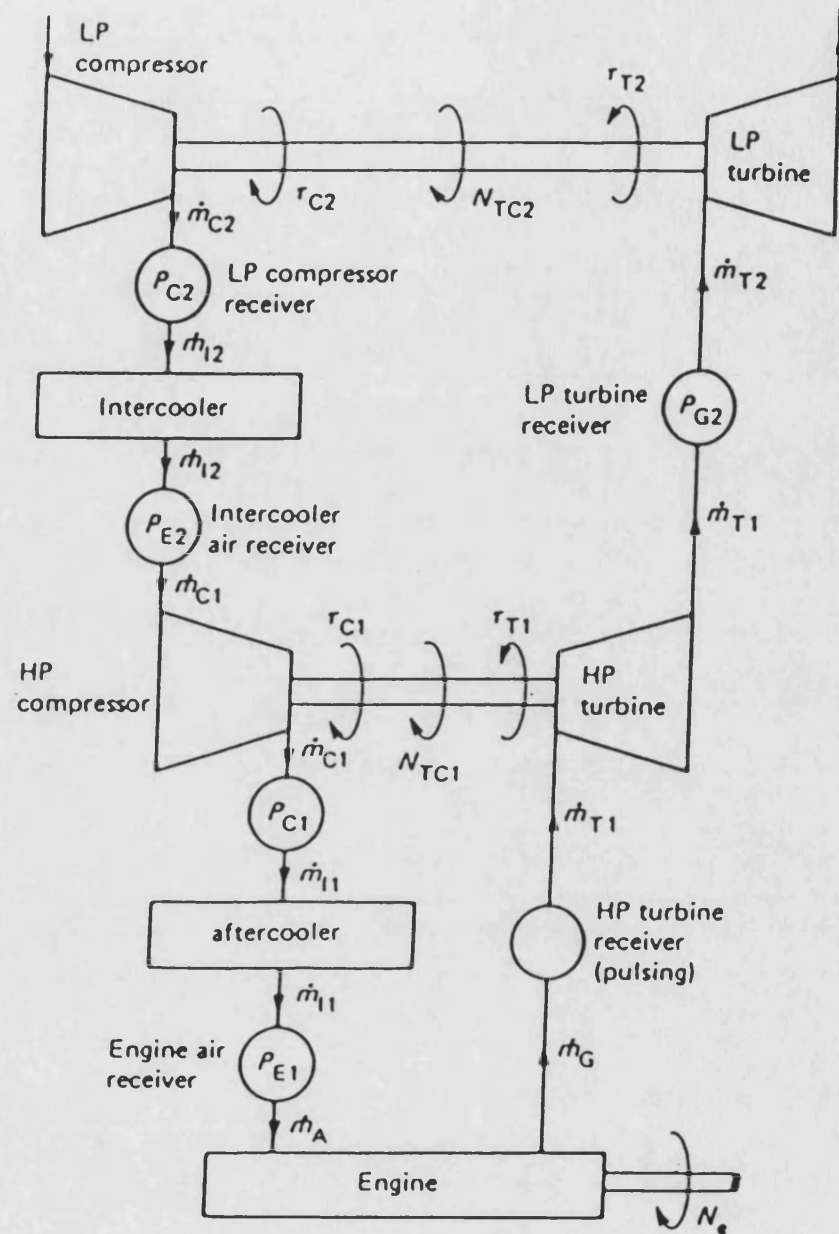 LP
compressor
τT2
LP
turbine
τC2
NTC2
ṁC2
PC2
LP compressor
receiver
ṁI2
ṁT2
Intercooler
LP turbine
receiver
PG2
ṁI2
PE2
Intercooler
air receiver
ṁT1
ṁC1
τC1
τT1
HP
compressor
HP
turbine
ṁC1
NTC1
PC1
ṁT1
ṁI1
aftercooler
HP turbine
receiver
(pulsing)
ṁI1
Engine air
receiver
PE1
ṁG
ṁA
Engine
Ne